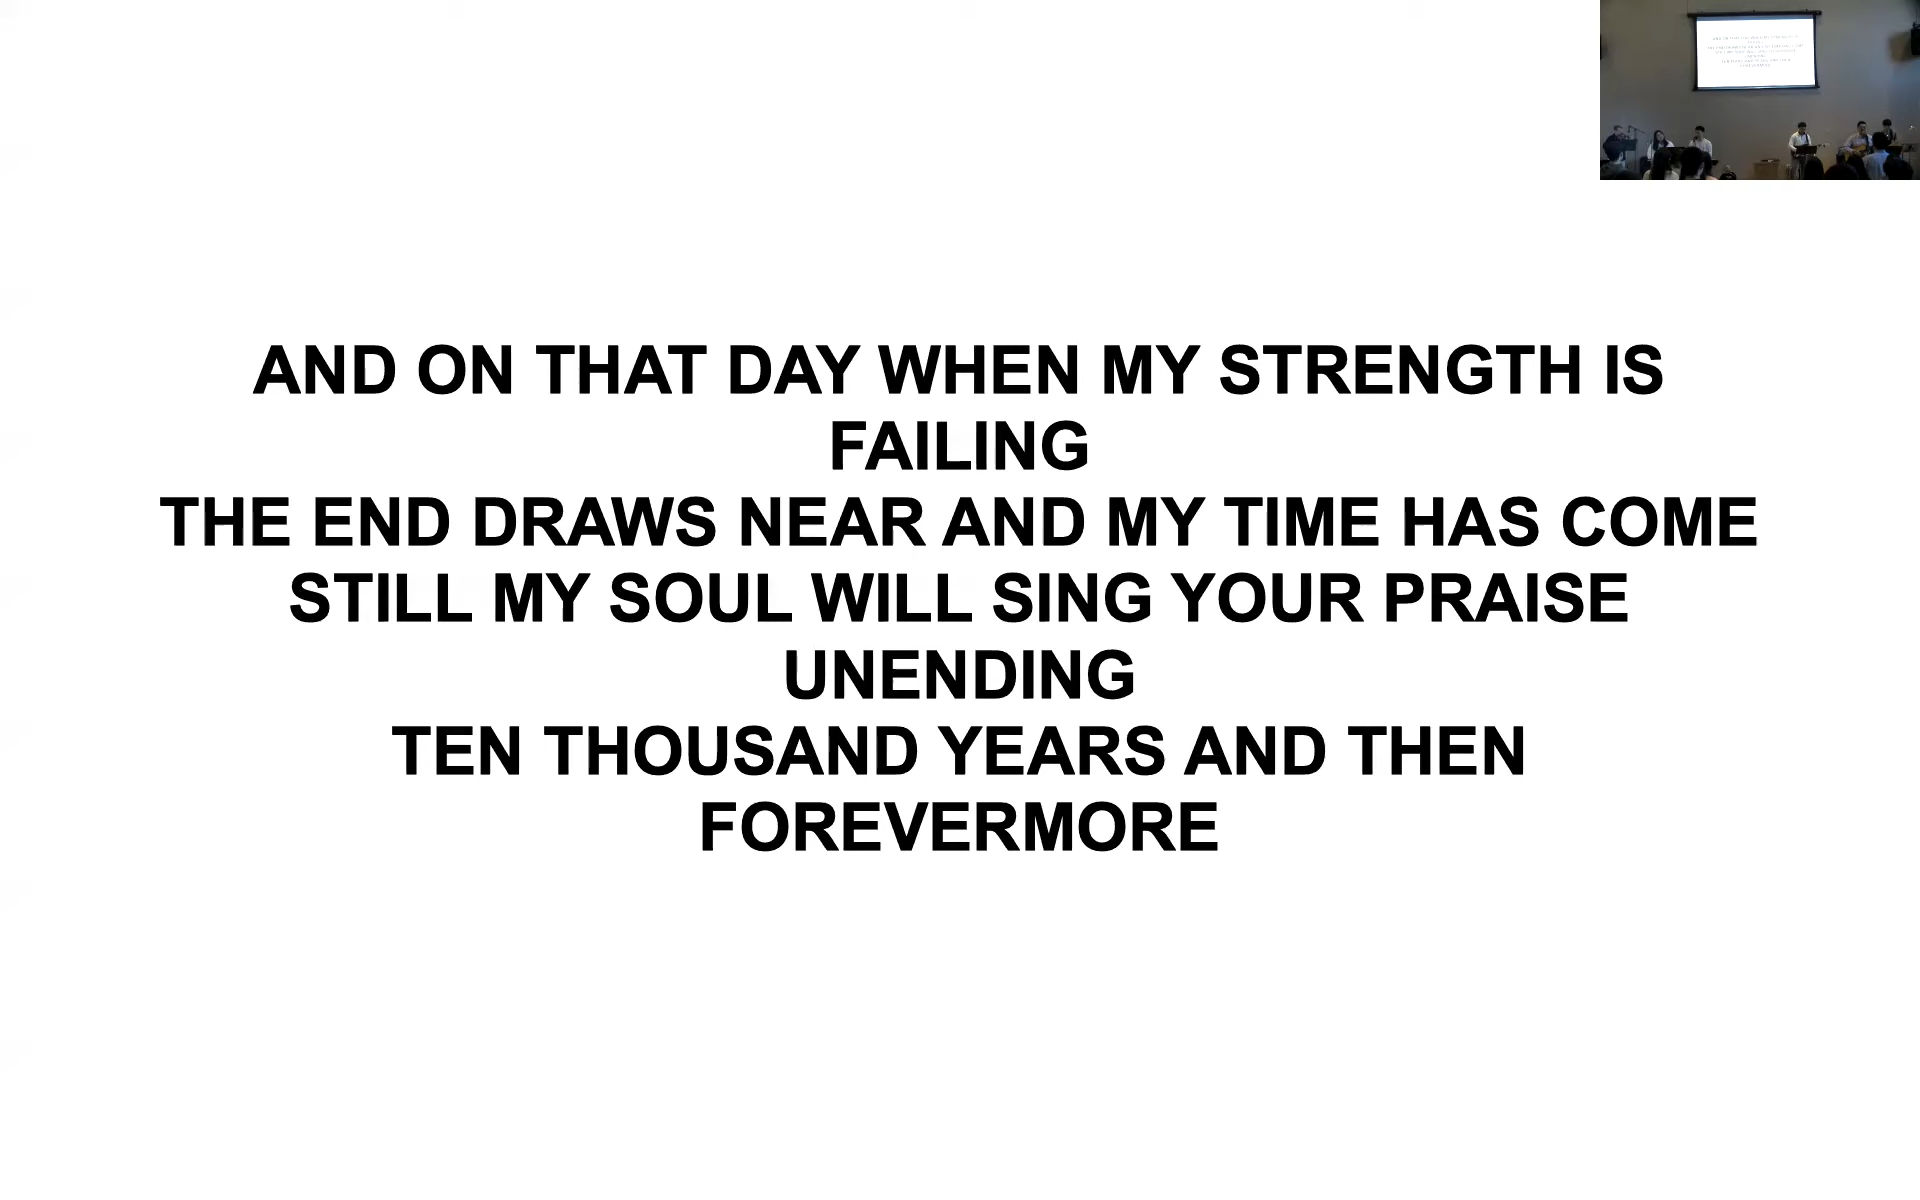 AND ON THAT DAY WHEN MY STRENGTH IS
FAILING
THE END DRAWS NEAR AND MY TIME HAS COME
STILL MY SOUL WILL SING YOUR PRAISE
UNENDING
TEN THOUSAND YEARS AND THEN
FOREVERMORE